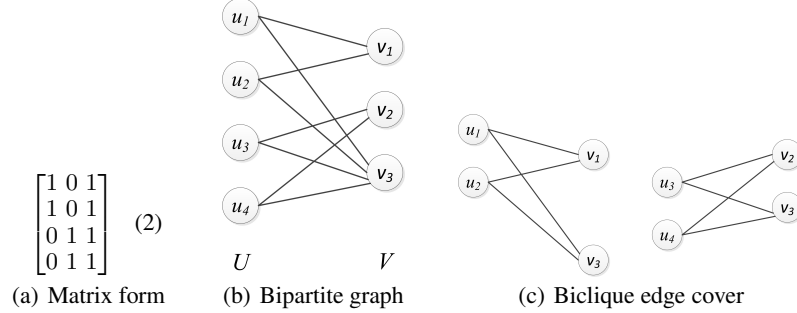 [1 0 1
1 0 1
0 1 1
0 1 1] (2)
(a) Matrix form
u1
u2
u3
u4
v1
v2
v3
U V
(b) Bipartite graph
u1
u2
v1
v3
u3
u4
v2
v3
(c) Biclique edge cover